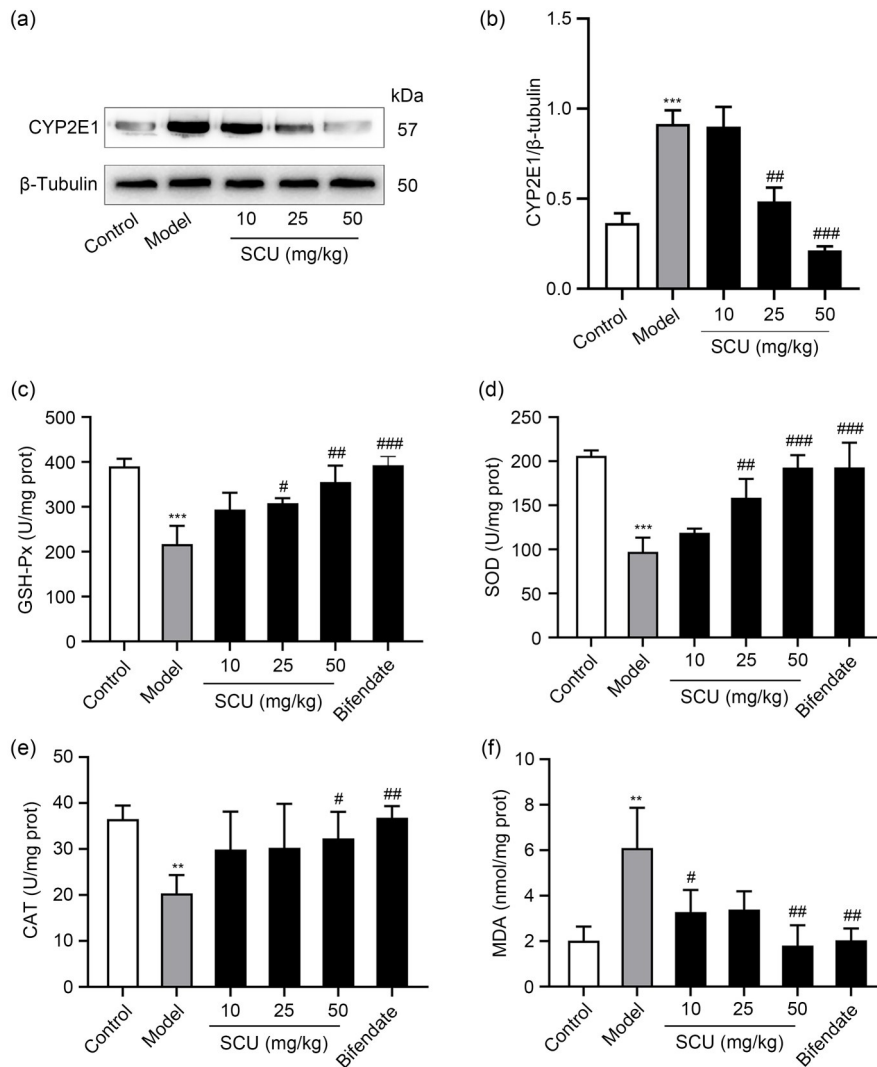 (a)
kDa
CYP2E1
57
β-Tubulin
50
Control
Model
10
25
50
SCU (mg/kg)
(b)
CYP2E1/β-tubulin
1.5
1.0
0.5
0.0
***
##
###
Control
Model
10
25
50
SCU (mg/kg)
(c)
GSH-Px (U/mg prot)
500
400
300
200
100
0
***
#
##
###
Control
Model
10
25
50
SCU (mg/kg)
Bifendate
(d)
SOD (U/mg prot)
250
200
150
100
50
0
***
##
###
###
Control
Model
10
25
50
SCU (mg/kg)
Bifendate
(e)
CAT (U/mg prot)
50
40
30
20
10
0
**
#
##
Control
Model
10
25
50
SCU (mg/kg)
Bifendate
(f)
MDA (nmol/mg prot)
10
8
6
4
2
0
**
#
##
##
Control
Model
10
25
50
SCU (mg/kg)
Bifendate